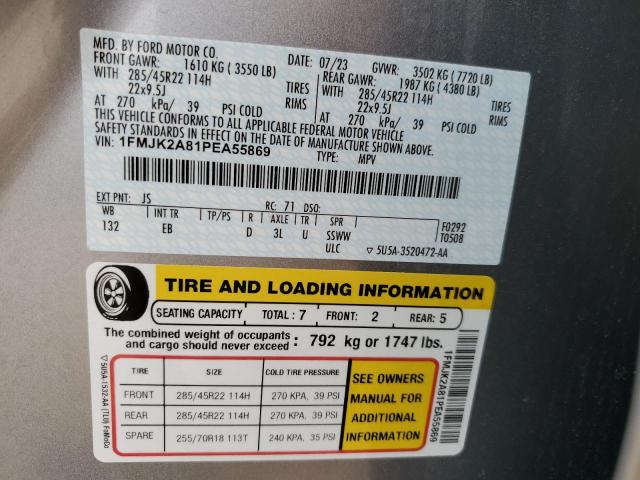 MFD. BY FORD MOTOR CO. DATE: 07/23 GVWR: 3502 KG (7720 LB)
FRONT GAWR: 1610 KG (3550 LB) REAR GAWR: 1987 KG (4380 LB)
WITH 285/45R22 114H TIRES WITH 285/45R22 114H TIRES
22x9.5J RIMS 22x9.5J RIMS
AT 270 kPa/ 39 PSI COLD AT 270 kPa/ 39 PSI COLD
THIS VEHICLE CONFORMS TO ALL APPLICABLE FEDERAL MOTOR VEHICLE
SAFETY STANDARDS IN EFFECT ON THE DATE OF MANUFACTURE SHOWN ABOVE.
VIN: 1FMJK2A81PEA55869 TYPE: MPV
EXT PNT: JS RC: 71 DSO:
WB INT TR TP/PS R AXLE TR SPR F0292
132 EB D 3L U SSWW T0508
ULC ▽5U5A-3520472-AA
TIRE AND LOADING INFORMATION
SEATING CAPACITY TOTAL : 7 FRONT: 2 REAR: 5
The combined weight of occupants
and cargo should never exceed : 792 kg or 1747 lbs.
TIRE SIZE COLD TIRE PRESSURE
FRONT 285/45R22 114H 270 KPA, 39 PSI
REAR 285/45R22 114H 270 KPA, 39 PSI
SPARE 255/70R18 113T 240 KPA, 35 PSI
SEE OWNERS
MANUAL FOR
ADDITIONAL
INFORMATION
▽5U5A-1532-AA (TLU) FoMoCo
1FMJK2A81PEA55869